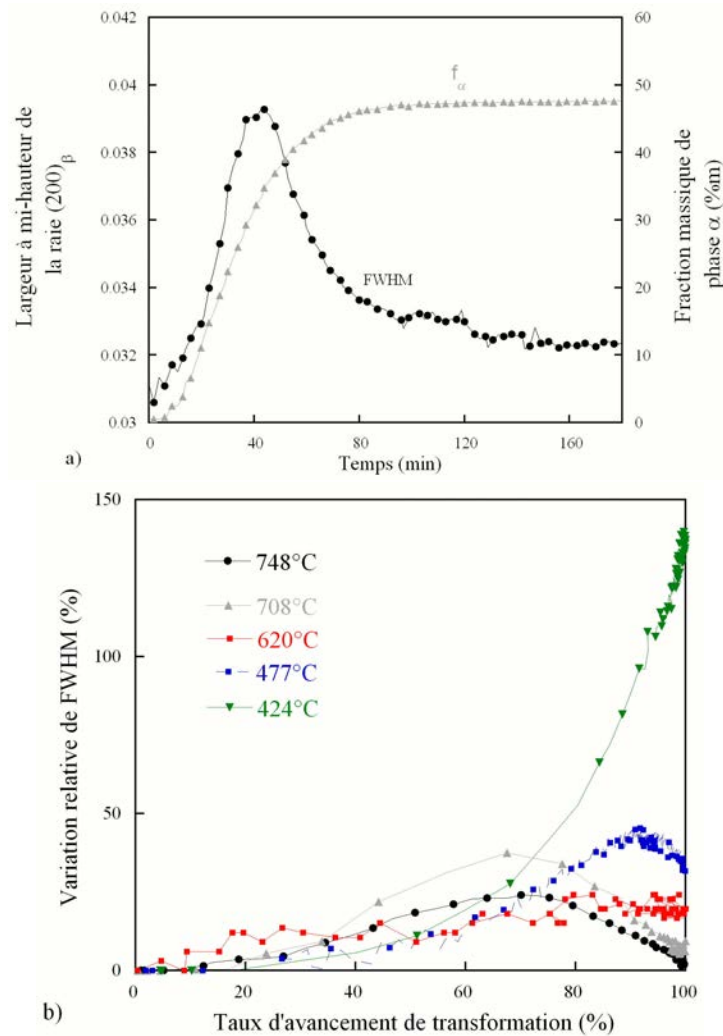 0.042
0.04
0.038
0.036
0.034
0.032
0.03
Largeur à mi-hauteur de
la raie (200)β
fα
FWHM
60
50
40
30
20
10
0
Fraction massique de
phase α (%m)
0
40
80
120
160
Temps (min)
a)
150
100
50
0
Variation relative de FWHM (%)
748°C
708°C
620°C
477°C
424°C
0
20
40
60
80
100
Taux d'avancement de transformation (%)
b)